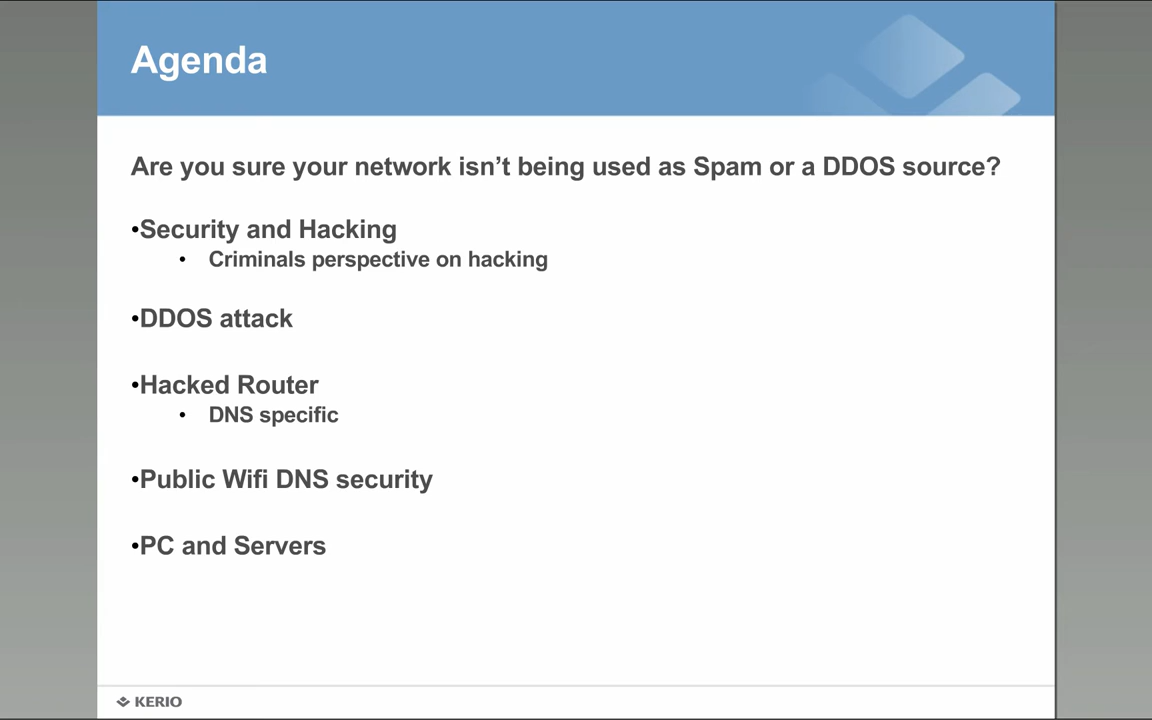 Agenda
Are you sure your network isn’t being used as Spam or a DDOS source?
•Security and Hacking
• Criminals perspective on hacking
•DDOS attack
•Hacked Router
• DNS specific
•Public Wifi DNS security
•PC and Servers
KERIO